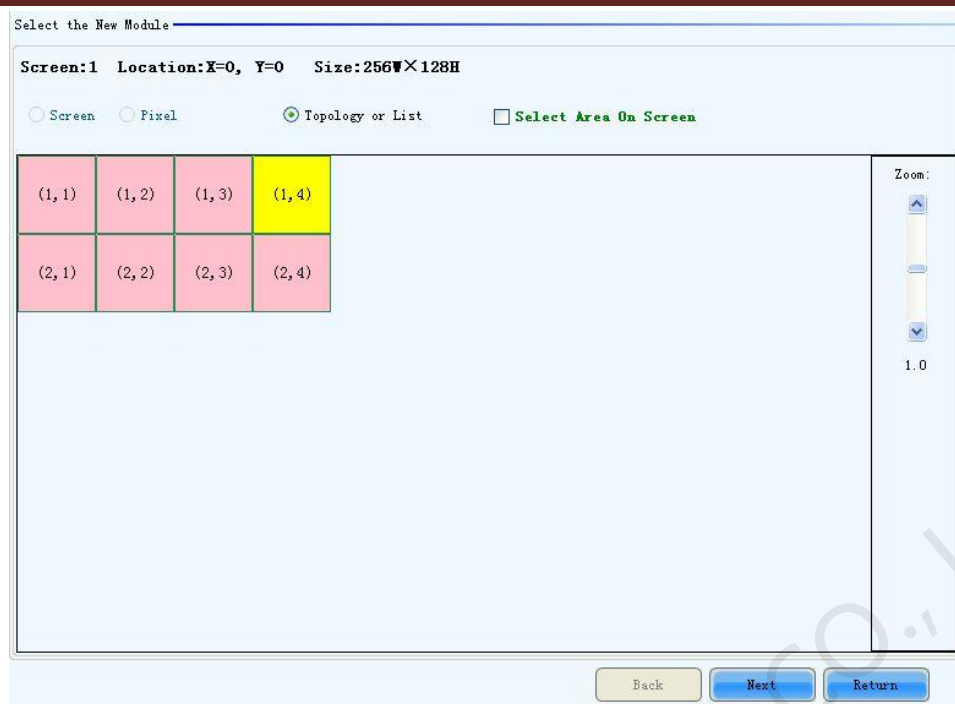 Select the New Module
Screen:1 Location:X=0, Y=0 Size:256W×128H
Screen Pixel Topology or List Select Area On Screen
(1,1) (1,2) (1,3) (1,4)
(2,1) (2,2) (2,3) (2,4)
Zoom:
1.0
CO.,
Back Next Return